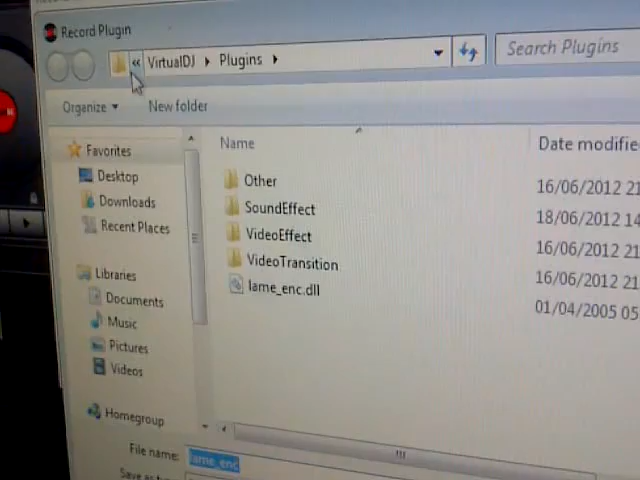 Record Plugin
« VirtualDJ Plugins
Search Plugins
Organize
New folder
Name
Date modifie
Favorites
Desktop
Downloads
Recent Places
Libraries
Documents
Music
Pictures
Videos
Homegroup
Other
16/06/2012 21
SoundEffect
18/06/2012 14
VideoEffect
16/06/2012 21
VideoTransition
16/06/2012 21
lame_enc.dll
01/04/2005 05
File name: lame_enc
Save as